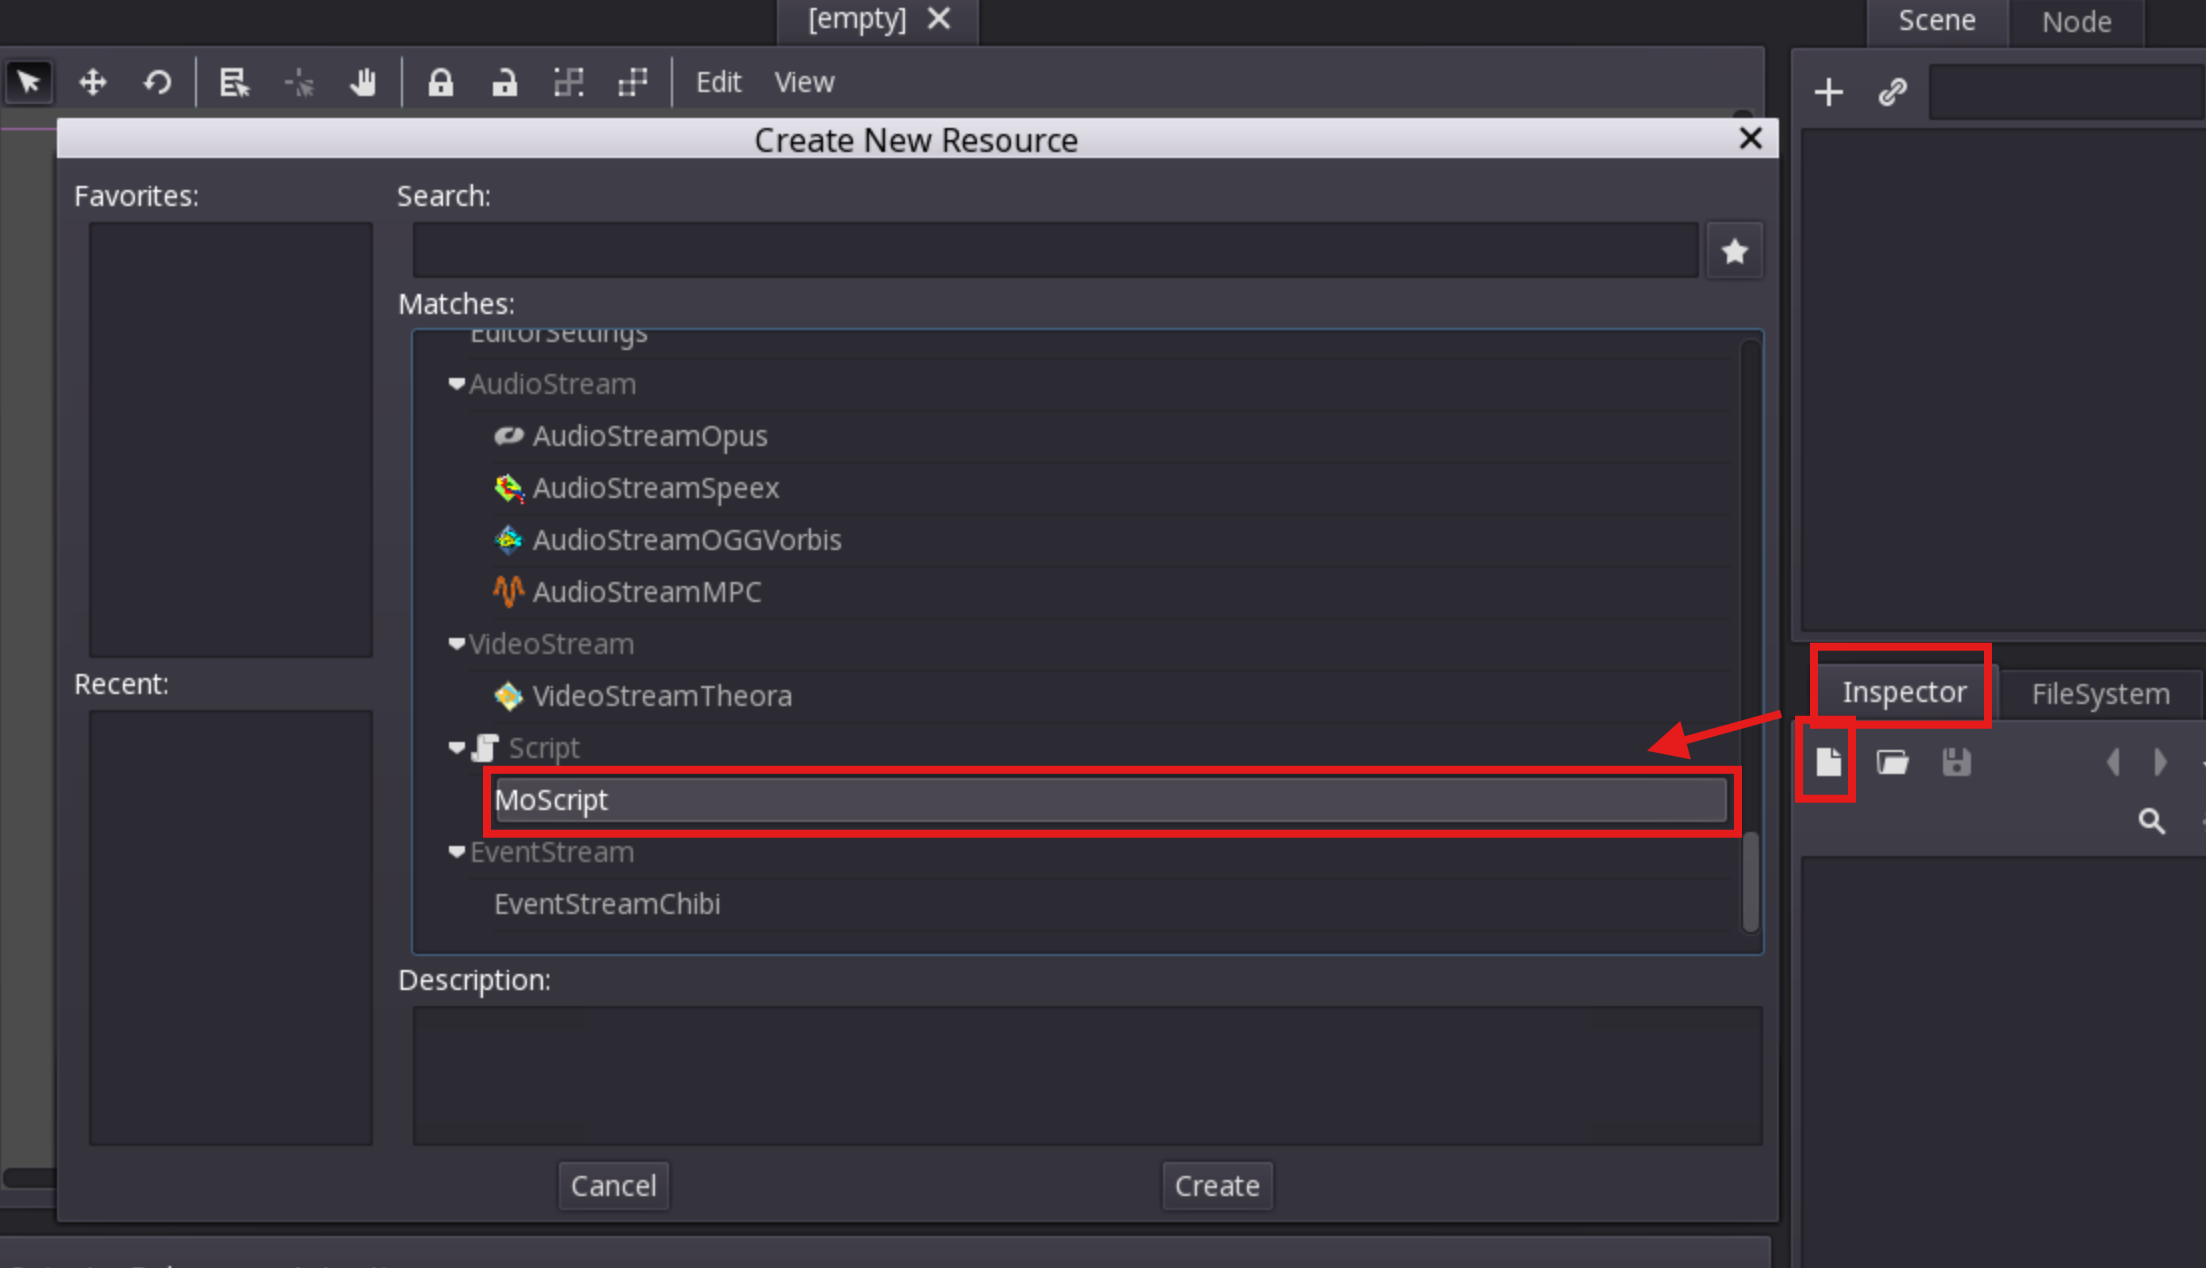 [empty]
Scene
Node
Edit
View
Create New Resource
Favorites:
Search:
Matches:
EditorSettings
AudioStream
AudioStreamOpus
AudioStreamSpeex
AudioStreamOGGVorbis
AudioStreamMPC
VideoStream
VideoStreamTheora
Script
MoScript
EventStream
EventStreamChibi
Recent:
Description:
Cancel
Create
Inspector
FileSystem